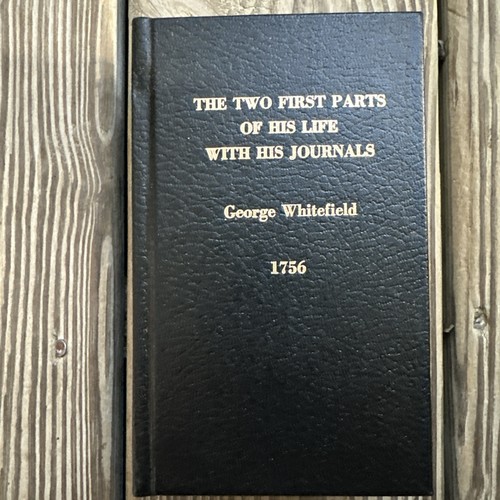 THE TWO FIRST PARTS
OF HIS LIFE
WITH HIS JOURNALS
George Whitefield
1756